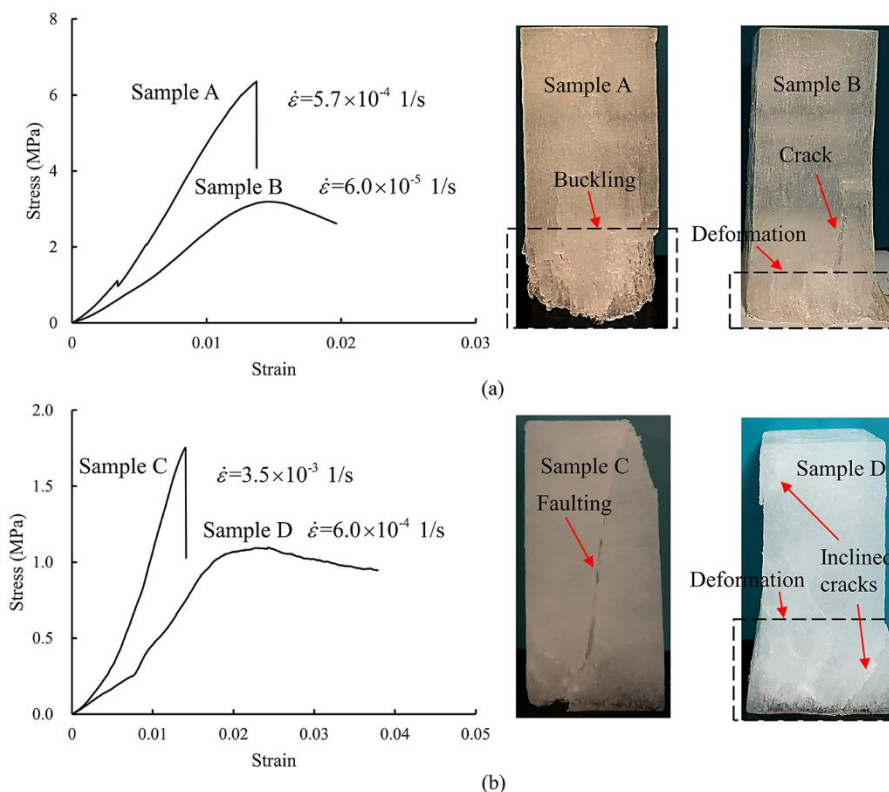 8
6
4
2
0
Stress (MPa)
Sample A
ε̇=5.7×10⁻⁴ 1/s
Sample B
ε̇=6.0×10⁻⁵ 1/s
0
0.01
0.02
0.03
Strain
Sample A
Buckling
Sample B
Crack
Deformation
(a)
2.0
1.5
1.0
0.5
0.0
Stress (MPa)
Sample C
ε̇=3.5×10⁻³ 1/s
Sample D ε̇=6.0×10⁻⁴ 1/s
0
0.01
0.02
0.03
0.04
0.05
Strain
Sample C
Faulting
Sample D
Inclined
cracks
Deformation
(b)